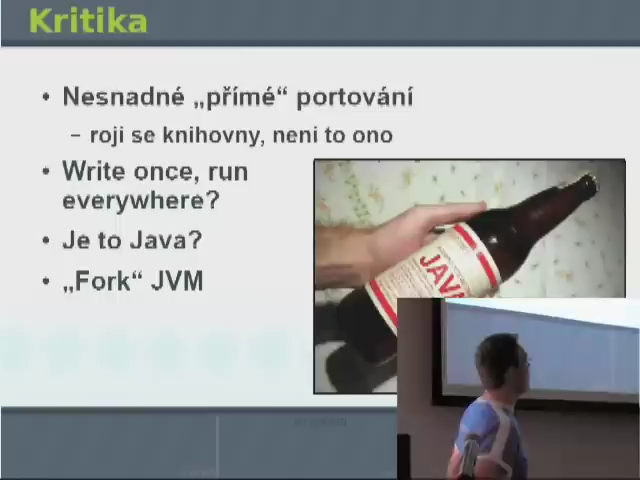 Kritika
• Nesnadné „přímé“ portování
– roji se knihovny, neni to ono
• Write once, run
everywhere?
• Je to Java?
• „Fork“ JVM
JAVA